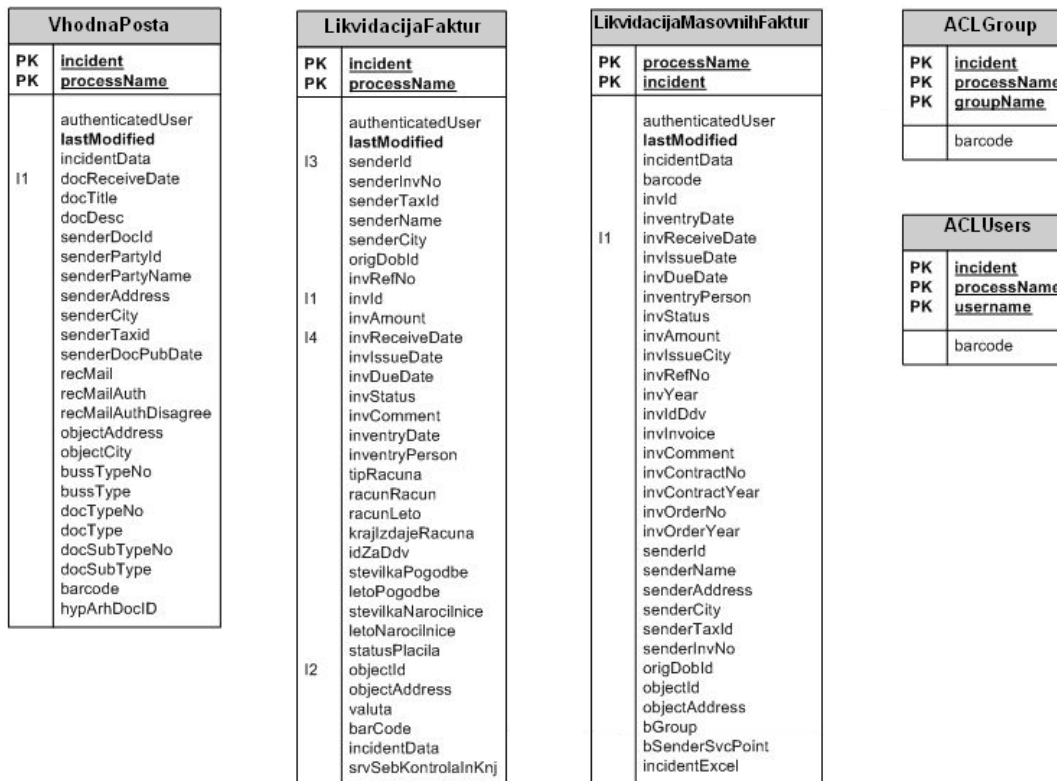 VhodnaPosta
PK incident
PK processName
authenticatedUser
lastModified
incidentData
I1 docReceiveDate
docTitle
docDesc
senderDocId
senderPartyId
senderPartyName
senderAddress
senderCity
senderTaxid
senderDocPubDate
recMail
recMailAuth
recMailAuthDisagree
objectAddress
objectCity
bussTypeNo
bussType
docTypeNo
docType
docSubTypeNo
docSubType
barcode
hypArhDocID
LikvidacijaFaktur
PK incident
PK processName
authenticatedUser
lastModified
I3 senderId
senderInvNo
senderTaxId
senderName
senderCity
origDobId
invRefNo
I1 invId
invAmount
I4 invReceiveDate
invIssueDate
invDueDate
invStatus
invComment
inventryDate
inventryPerson
tipRacuna
racunRacun
racunLeto
krajIzdajeRacuna
idZaDdv
stevilkaPogodbe
letoPogodbe
stevilkaNarocilnice
letoNarocilnice
statusPlacila
I2 objectId
objectAddress
valuta
barCode
incidentData
srvSebKontrolaInKnj
LikvidacijaMasovnihFaktur
PK processName
PK incident
authenticatedUser
lastModified
incidentData
barcode
invId
inventryDate
I1 invReceiveDate
invIssueDate
invDueDate
inventryPerson
invStatus
invAmount
invIssueCity
invRefNo
invYear
invIdDdv
invInvoice
invComment
invContractNo
invContractYear
invOrderNo
invOrderYear
senderId
senderName
senderAddress
senderCity
senderTaxId
senderInvNo
origDobId
objectId
objectAddress
bGroup
bSenderSvcPoint
incidentExcel
ACLGroup
PK incident
PK processName
PK groupName
barcode
ACLUsers
PK incident
PK processName
PK username
barcode